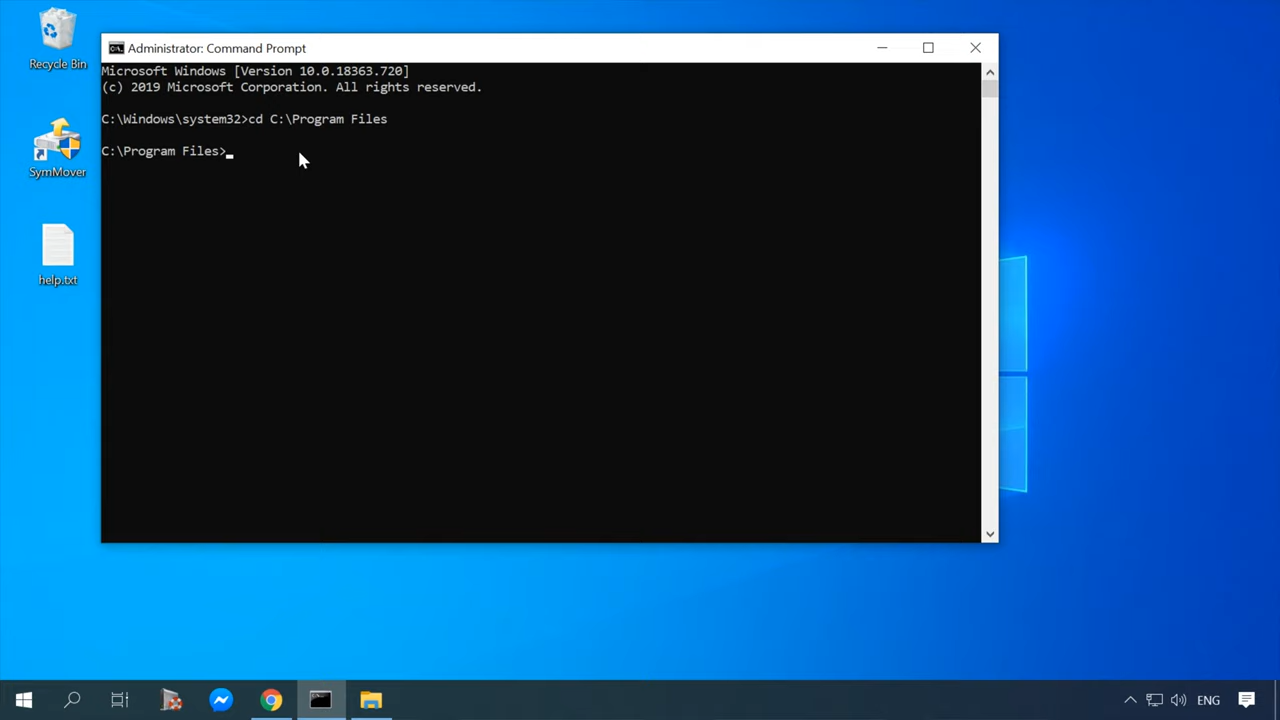 Recycle Bin
SymMover
help.txt
Administrator: Command Prompt
Microsoft Windows [Version 10.0.18363.720]
(c) 2019 Microsoft Corporation. All rights reserved.
C:\Windows\system32>cd C:\Program Files
C:\Program Files>_
ENG